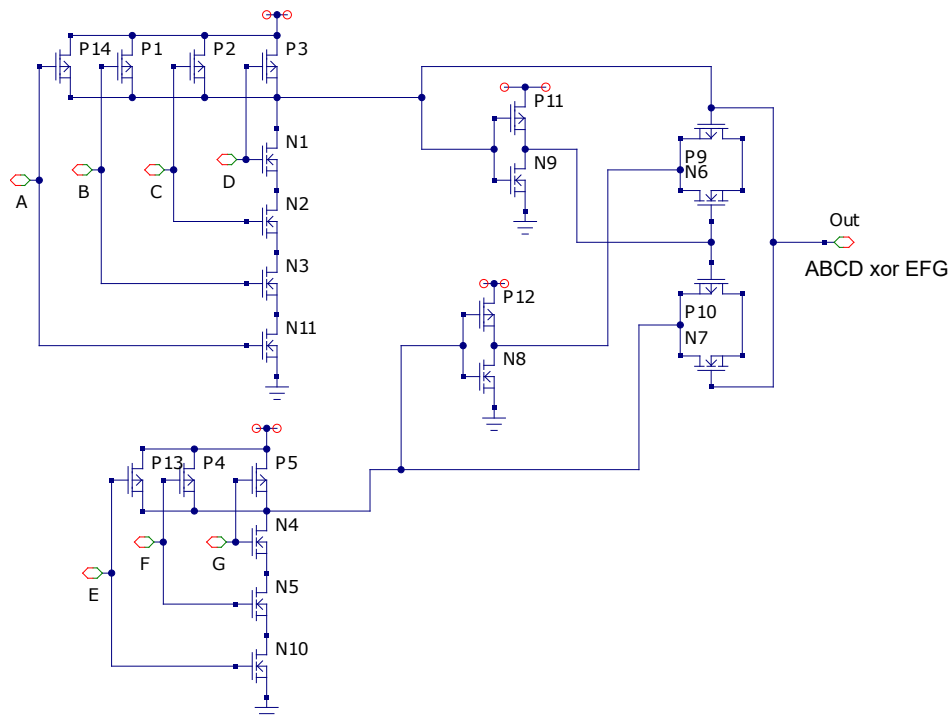 P14 P1 P2 P3
P11
N1
N9
P9
N6
A B C D
N2
Out
ABCD xor EFG
N3
P12
P10
N11
N8
N7
P13 P4 P5
N4
F G
E
N5
N10